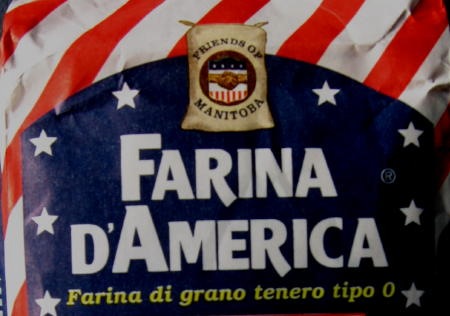 FRIENDS OF
MANITOBA
FARINA
®
D'AMERICA
Farina di grano tenero tipo 0